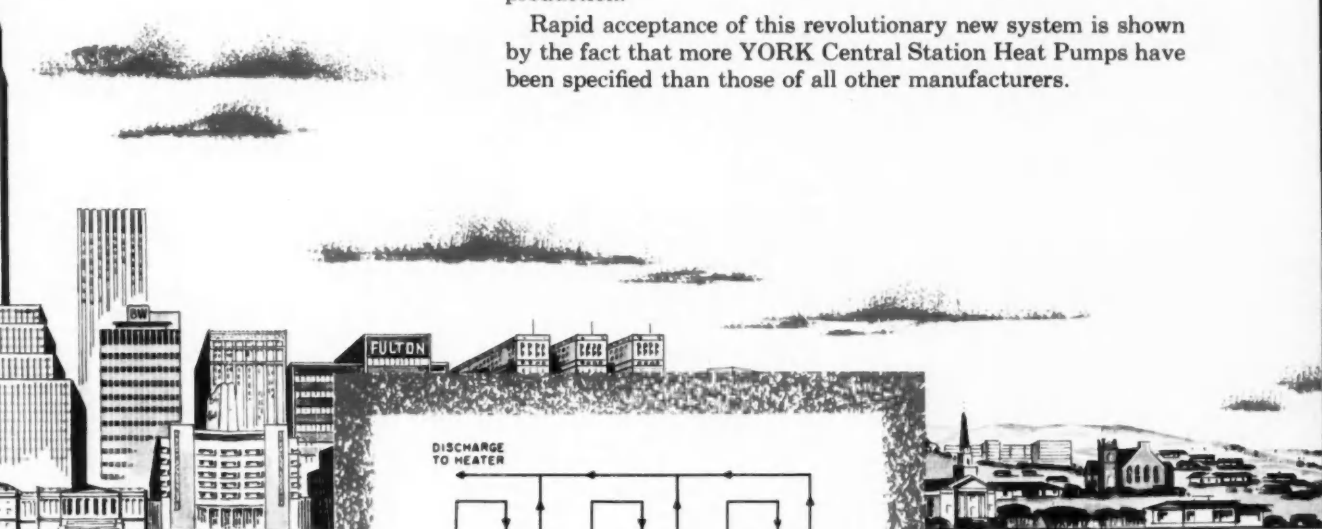 Rapid acceptance of this revolutionary new system is shown
by the fact that more YORK Central Station Heat Pumps have
been specified than those of all other manufacturers.
BW
FULTON
DISCHARGE
TO HEATER